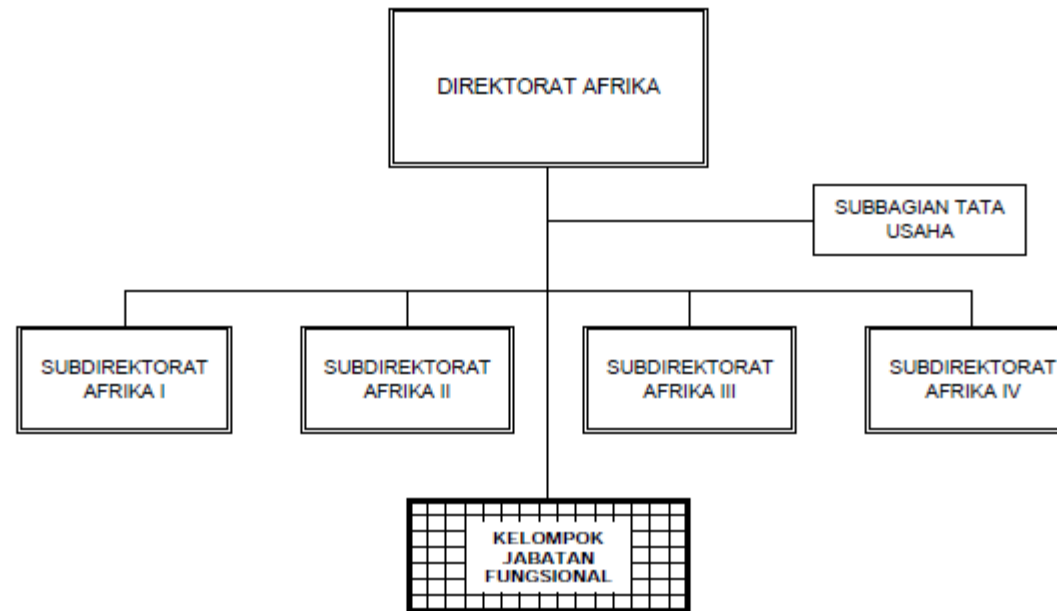 DIREKTORAT AFRIKA
SUBBAGIAN TATA
USAHA
SUBDIREKTORAT
AFRIKA I
SUBDIREKTORAT
AFRIKA II
SUBDIREKTORAT
AFRIKA III
SUBDIREKTORAT
AFRIKA IV
KELOMPOK
JABATAN
FUNGSIONAL